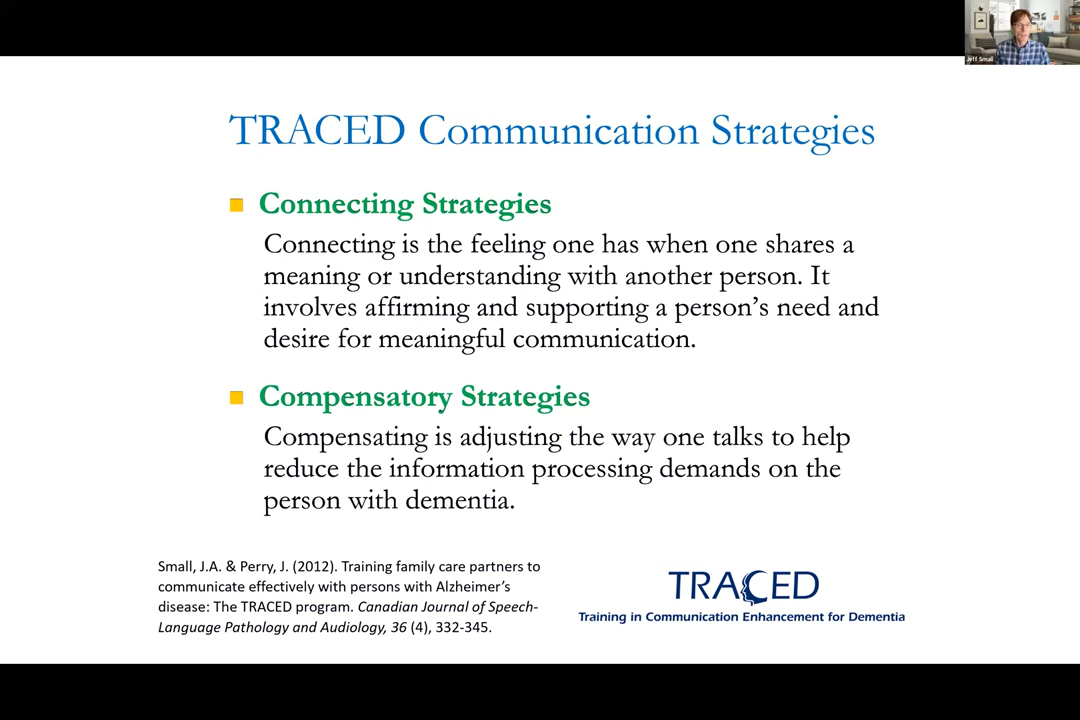 Jeff Small
TRACED Communication Strategies
Connecting Strategies
Connecting is the feeling one has when one shares a
meaning or understanding with another person. It
involves affirming and supporting a person’s need and
desire for meaningful communication.
Compensatory Strategies
Compensating is adjusting the way one talks to help
reduce the information processing demands on the
person with dementia.
Small, J.A. & Perry, J. (2012). Training family care partners to
communicate effectively with persons with Alzheimer’s
disease: The TRACED program. Canadian Journal of Speech-
Language Pathology and Audiology, 36 (4), 332-345.
TRACED
Training in Communication Enhancement for Dementia